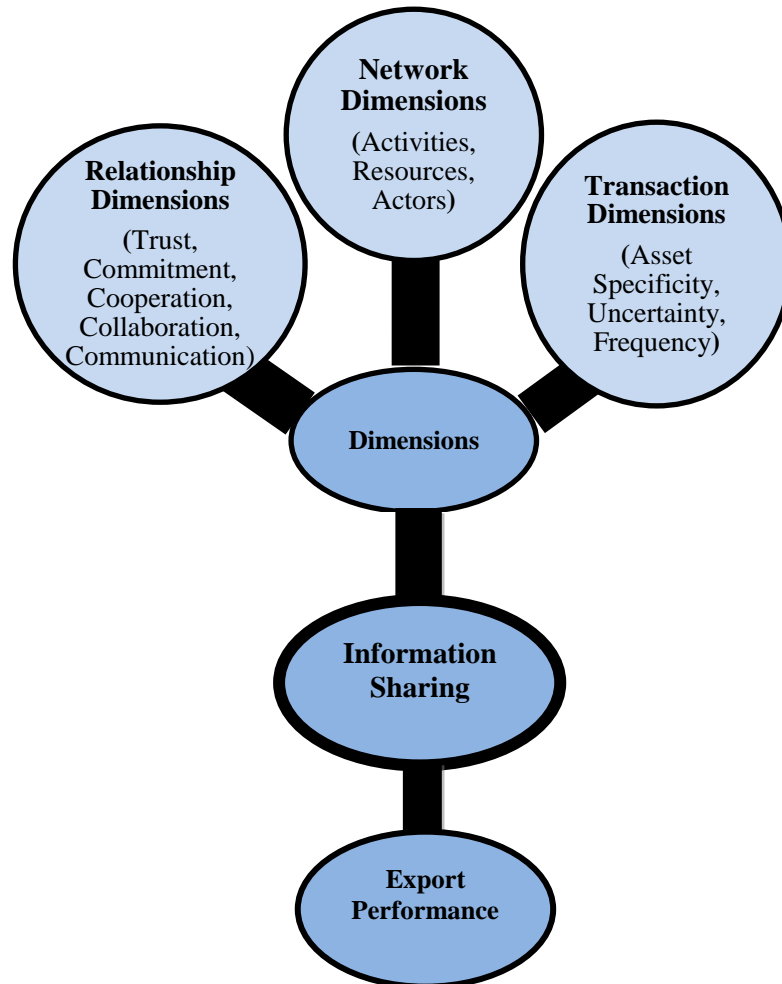 Network
Dimensions
(Activities,
Resources,
Actors)
Relationship
Dimensions
(Trust,
Commitment,
Cooperation,
Collaboration,
Communication)
Transaction
Dimensions
(Asset
Specificity,
Uncertainty,
Frequency)
Dimensions
Information
Sharing
Export
Performance